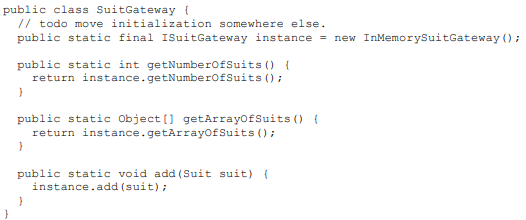 public class SuitGateway {
// todo move initialization somewhere else.
public static final ISuitGateway instance = new InMemorySuitGateway();
public static int getNumberOfSuits() {
return instance.getNumberOfSuits();
}
public static Object[] getArrayOfSuits() {
return instance.getArrayOfSuits();
}
public static void add(Suit suit) {
instance.add(suit);
}
}